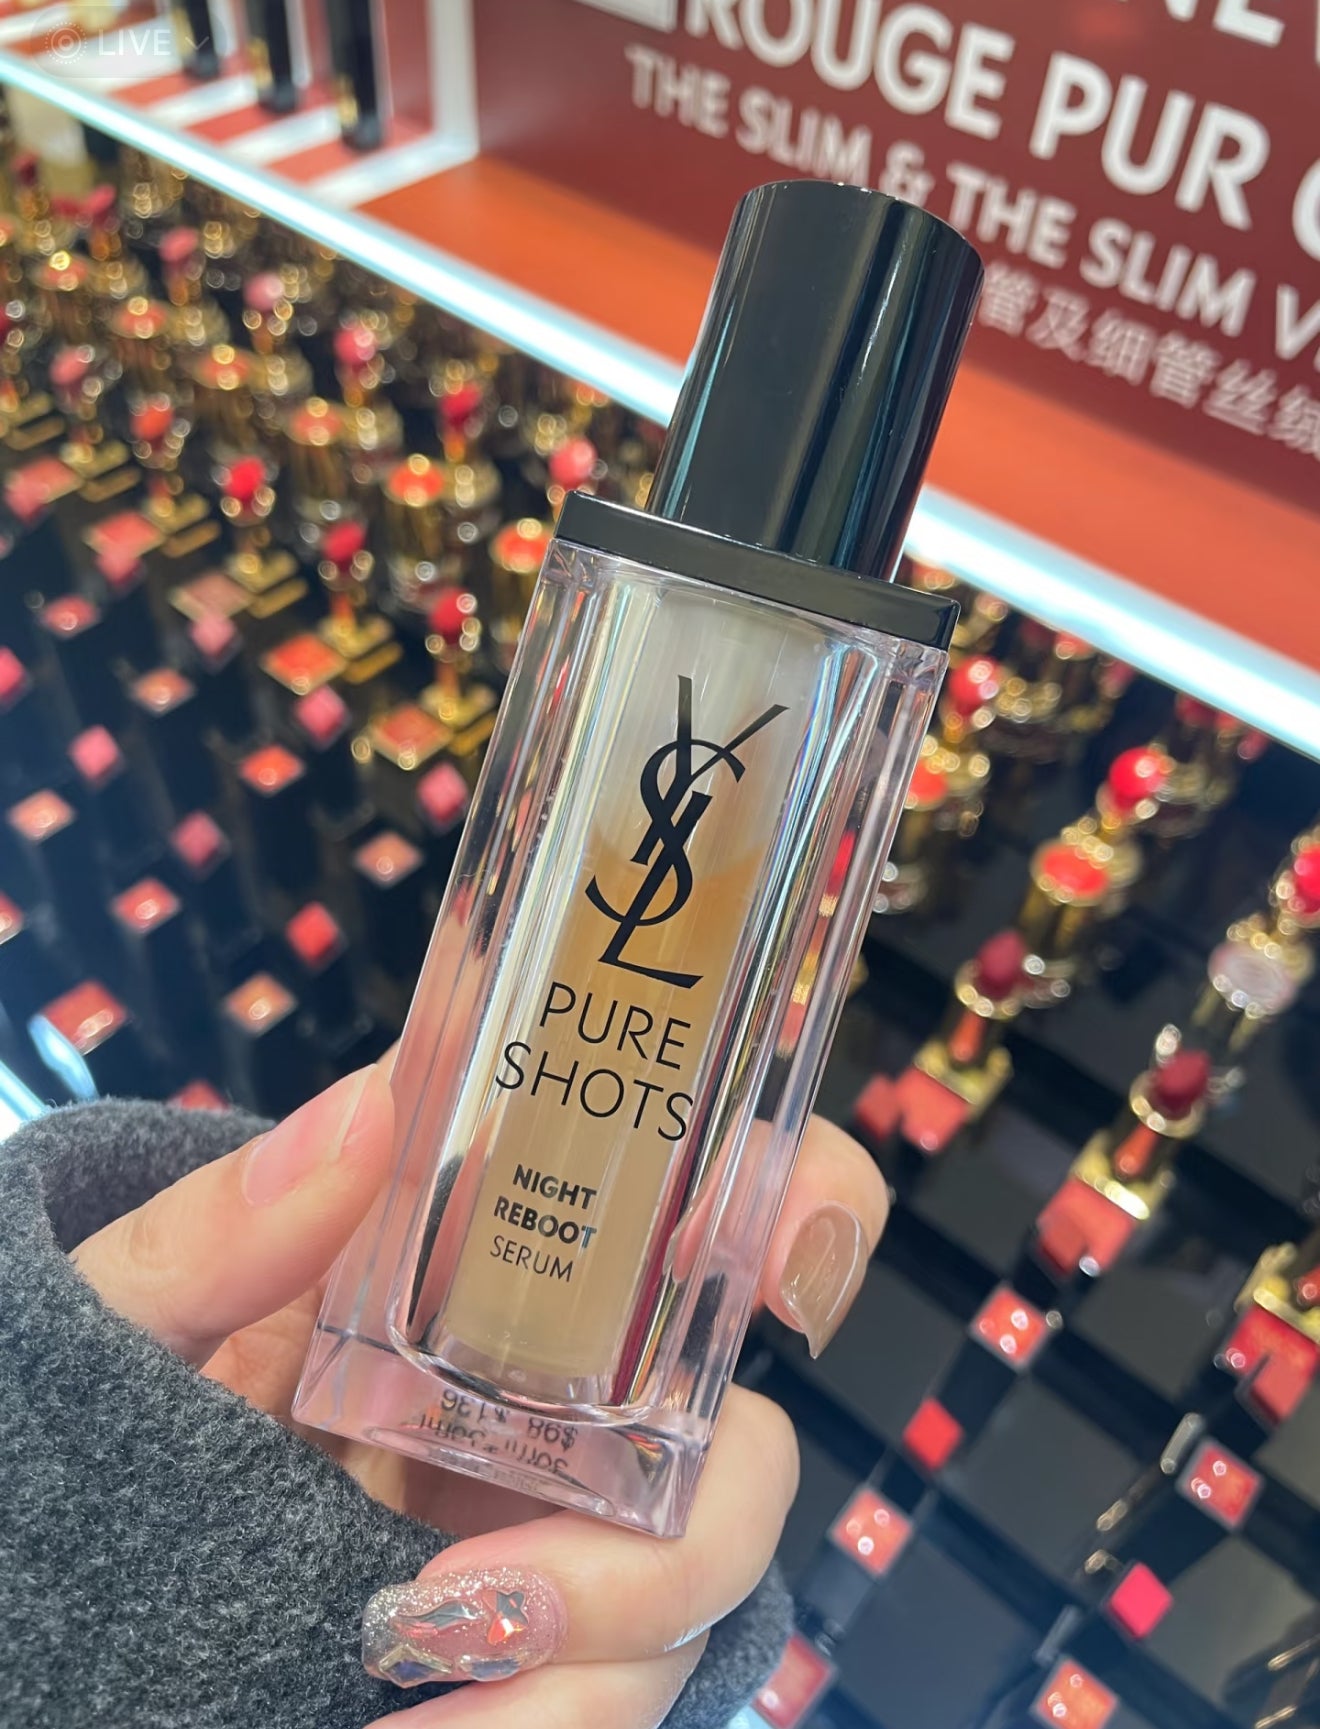 LIVE
ROUGE PUR
THE SLIM & THE SLIM
管及细管丝绒
YSL
PURE
SHOTS
NIGHT
REBOOT
SERUM